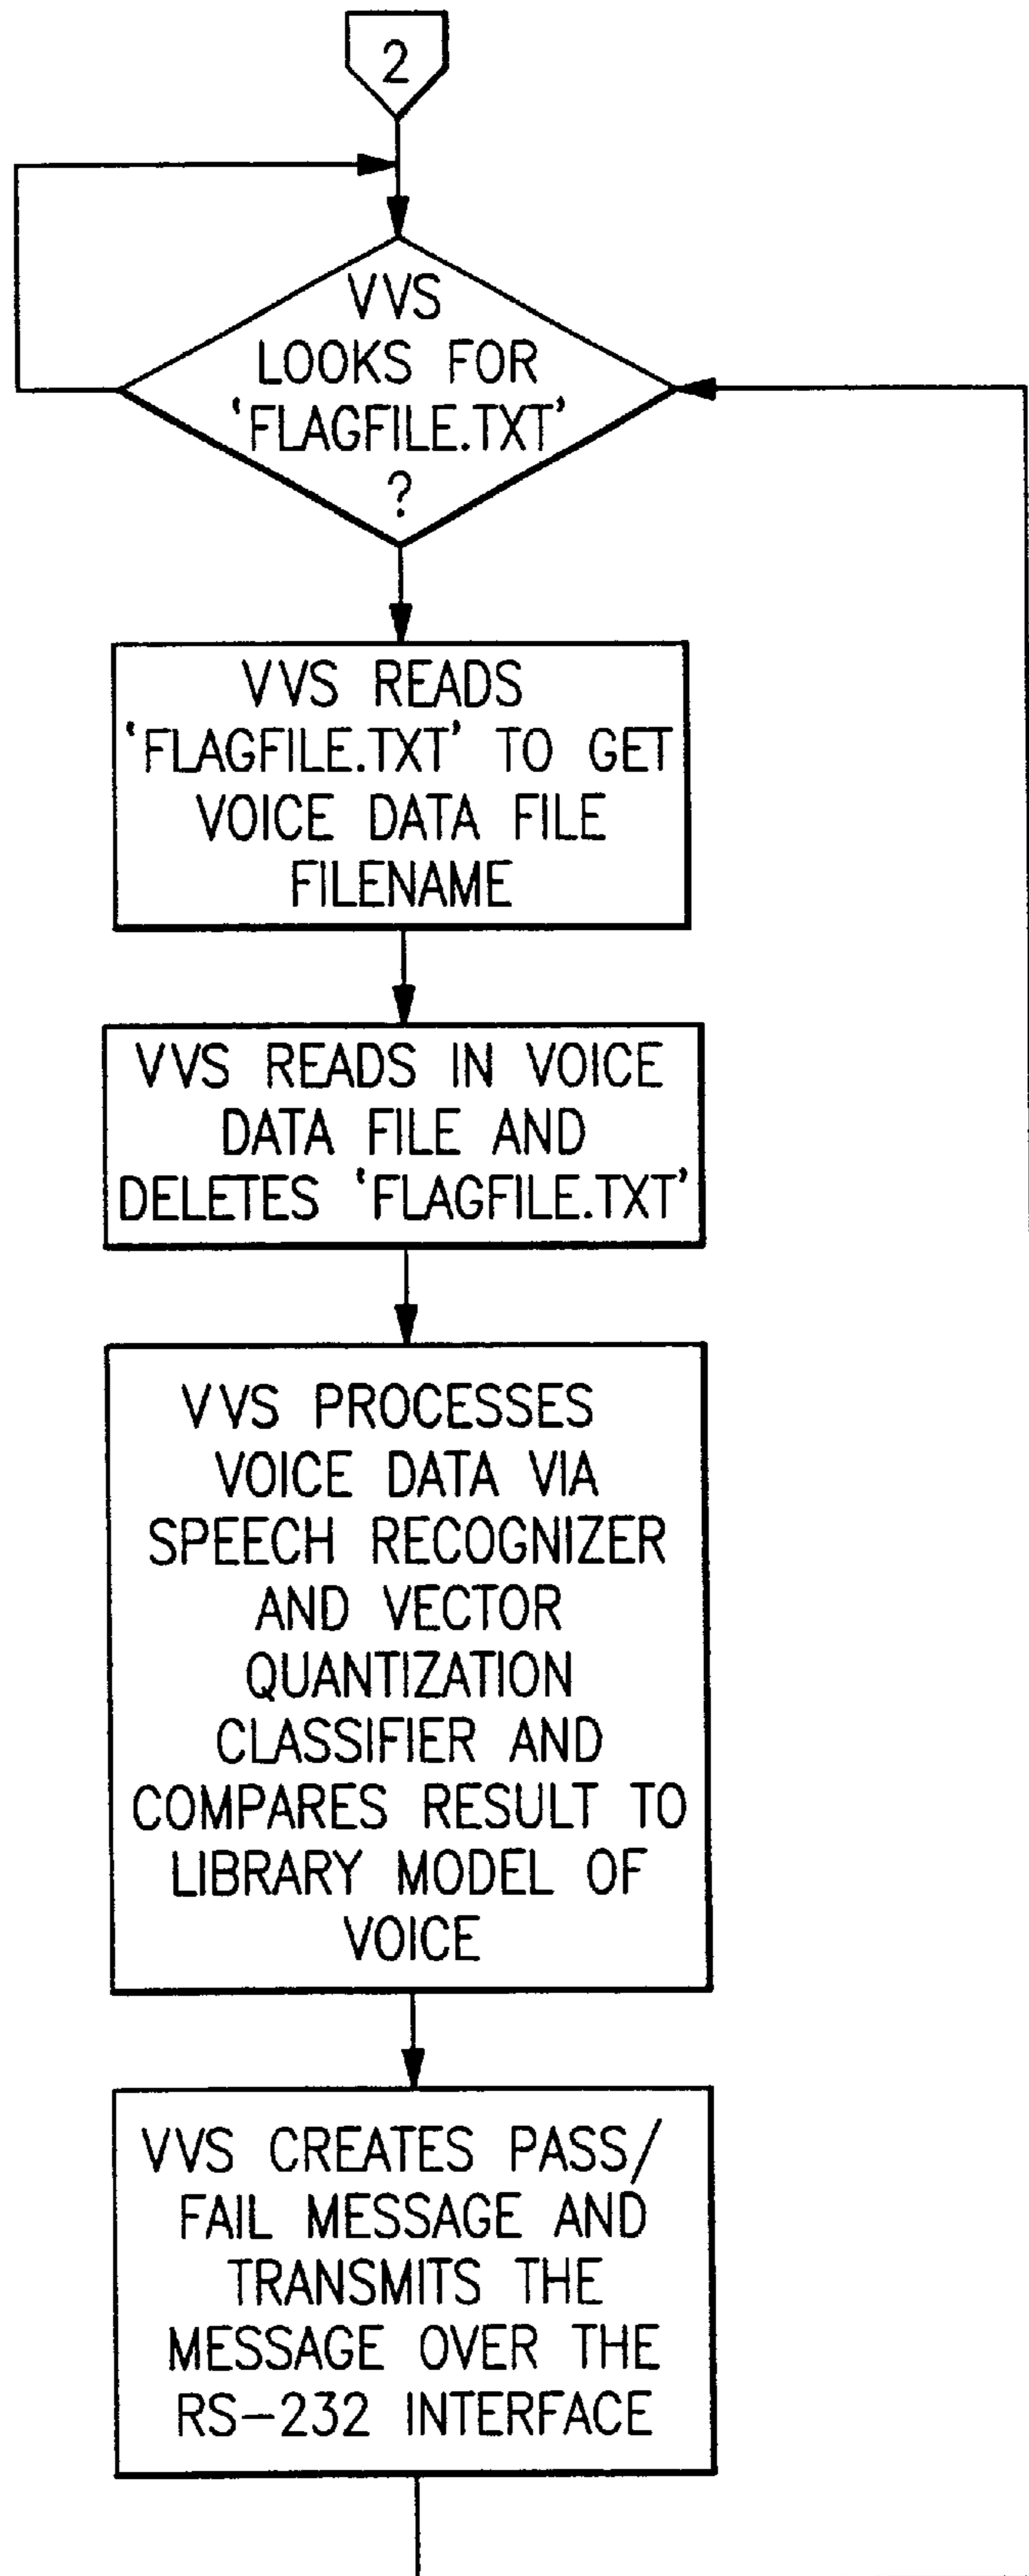 2
VVS
LOOKS FOR
‘FLAGFILE.TXT’
?
VVS READS
‘FLAGFILE.TXT’ TO GET
VOICE DATA FILE
FILENAME
VVS READS IN VOICE
DATA FILE AND
DELETES ‘FLAGFILE.TXT’
VVS PROCESSES
VOICE DATA VIA
SPEECH RECOGNIZER
AND VECTOR
QUANTIZATION
CLASSIFIER AND
COMPARES RESULT TO
LIBRARY MODEL OF
VOICE
VVS CREATES PASS/
FAIL MESSAGE AND
TRANSMITS THE
MESSAGE OVER THE
RS-232 INTERFACE